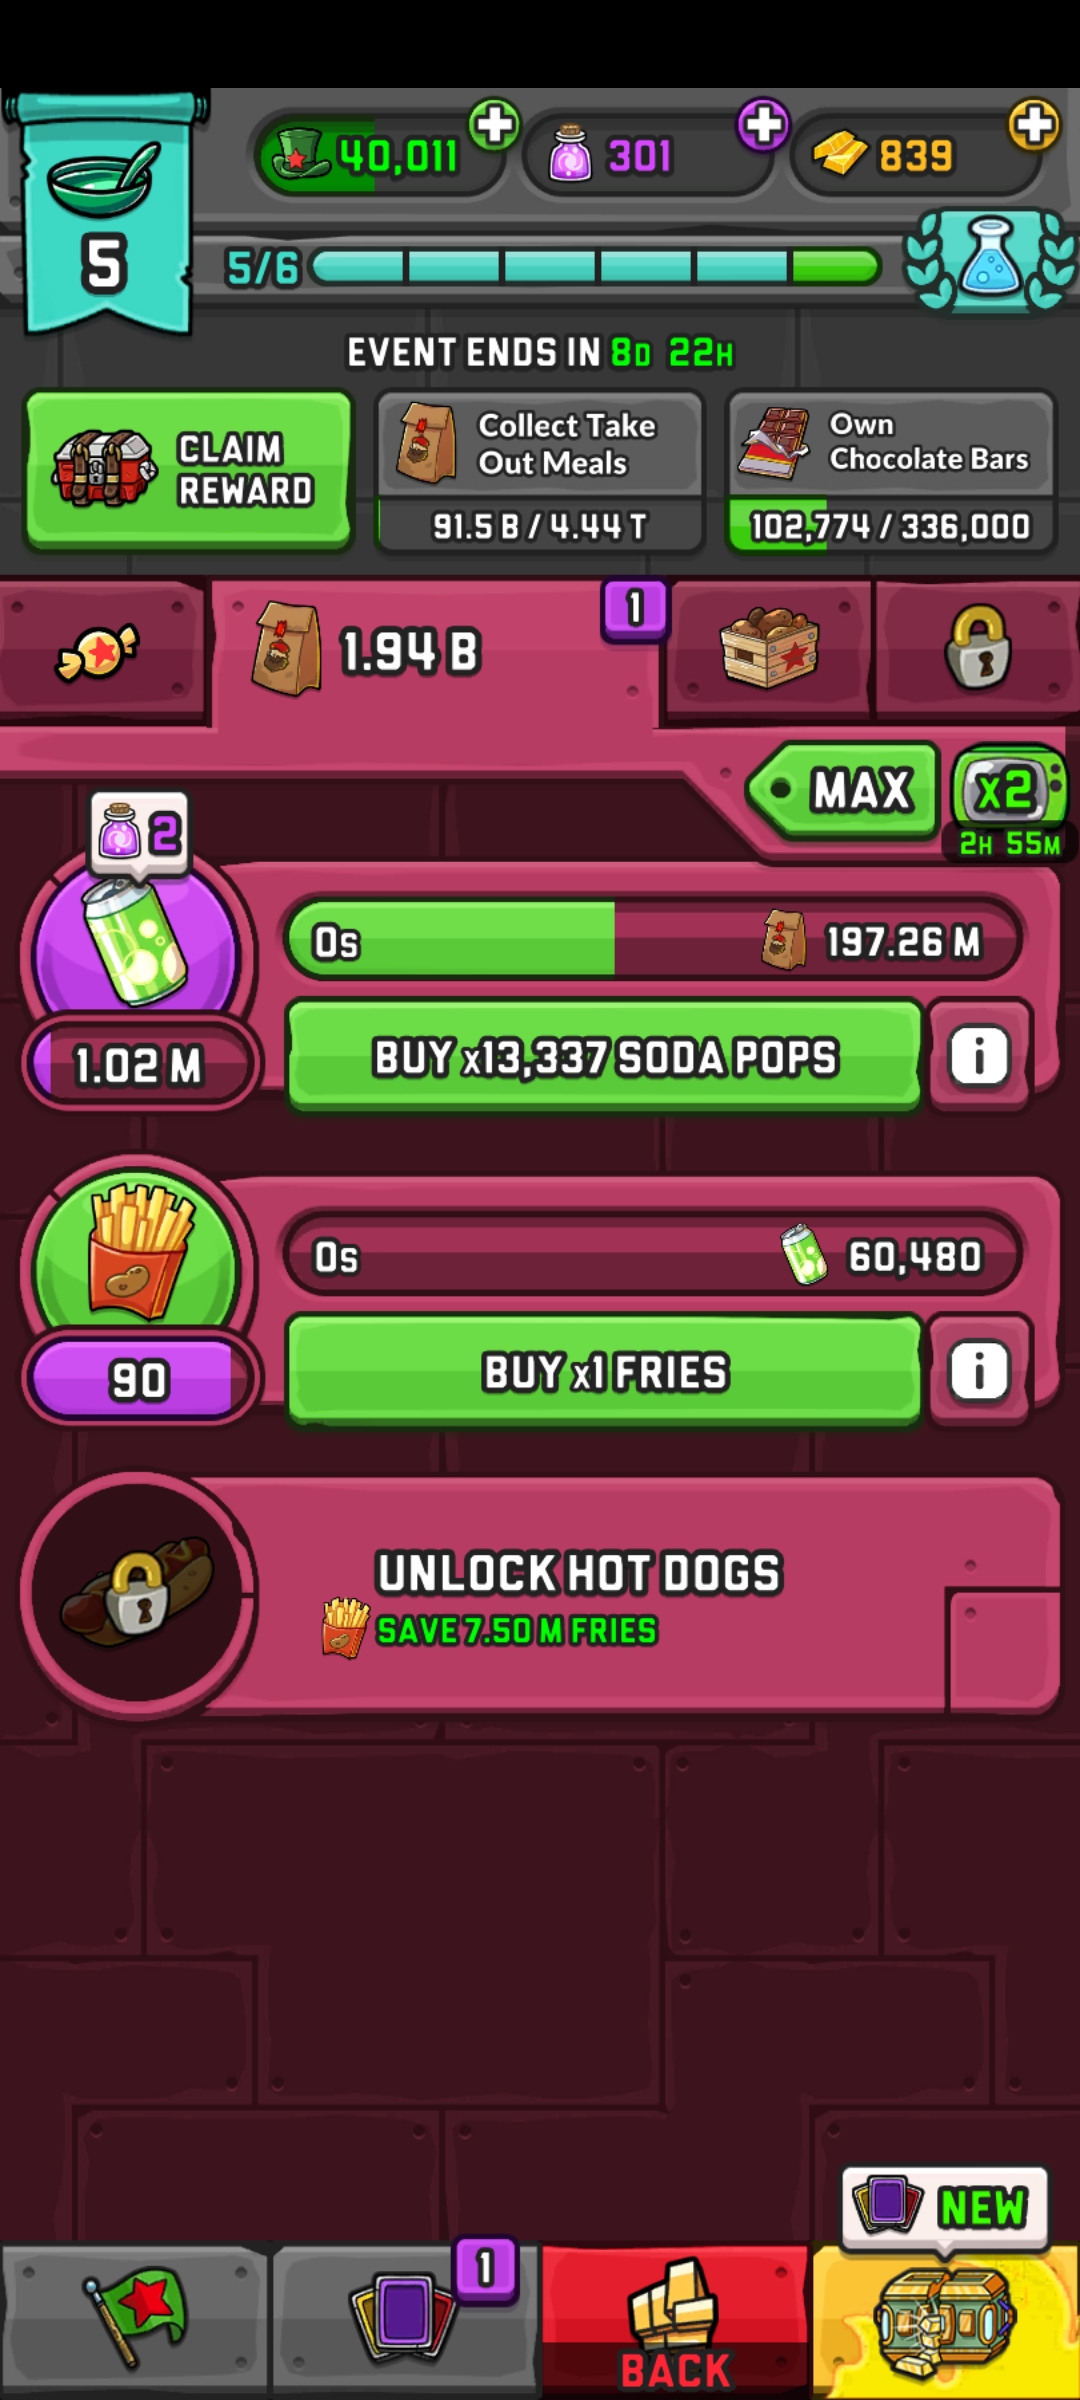 40,011
301
839
5
5/6
EVENT ENDS IN 8D 22H
CLAIM
REWARD
Collect Take
Out Meals
91.5 B / 4.44 T
Own
Chocolate Bars
102,774 / 336,000
1.94 B
1
MAX
x2
2H 55M
2
0s
197.26 M
1.02 M
BUY x13,337 SODA POPS
i
0s
60,480
90
BUY x1 FRIES
i
UNLOCK HOT DOGS
SAVE 7.50 M FRIES
NEW
1
BACK